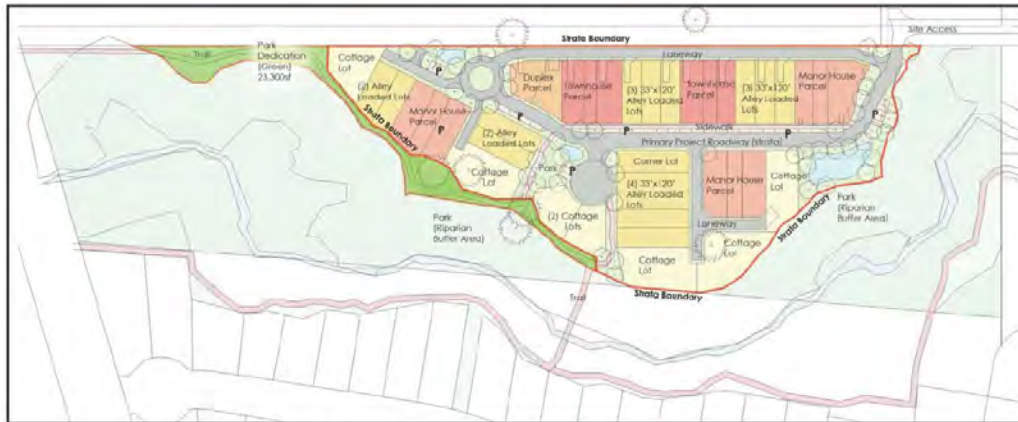 Site Access
Strata Boundary
Trail
Park
Dedication
(Green)
23,300sf
Cottage
Lot
P
Laneway
(2) Alley
Loaded Lots
Duplex
Parcel
Townhouse
Parcel
(3) 33'x120'
Alley Loaded
Lots
Townhouse
Parcel
(3) 33'x120'
Alley Loaded
Lots
Manor House
Parcel
P
Manor House
Parcel
P
Strata Boundary
P
(2) Alley
Loaded Lots
Sidewalk
P
P
Primary Project Roadway (strata)
Cottage
Lot
Park
P
Corner Lot
(4) 33'x120'
Alley Loaded
Lots
Manor House
Parcel
Cottage
Lot
Park
(Riparian
Buffer Area)
Park
(Riparian
Buffer Area)
(2) Cottage
Lots
Laneway
Strata Boundary
Cottage
Lot
Cottage
Lot
Trail
Strata Boundary